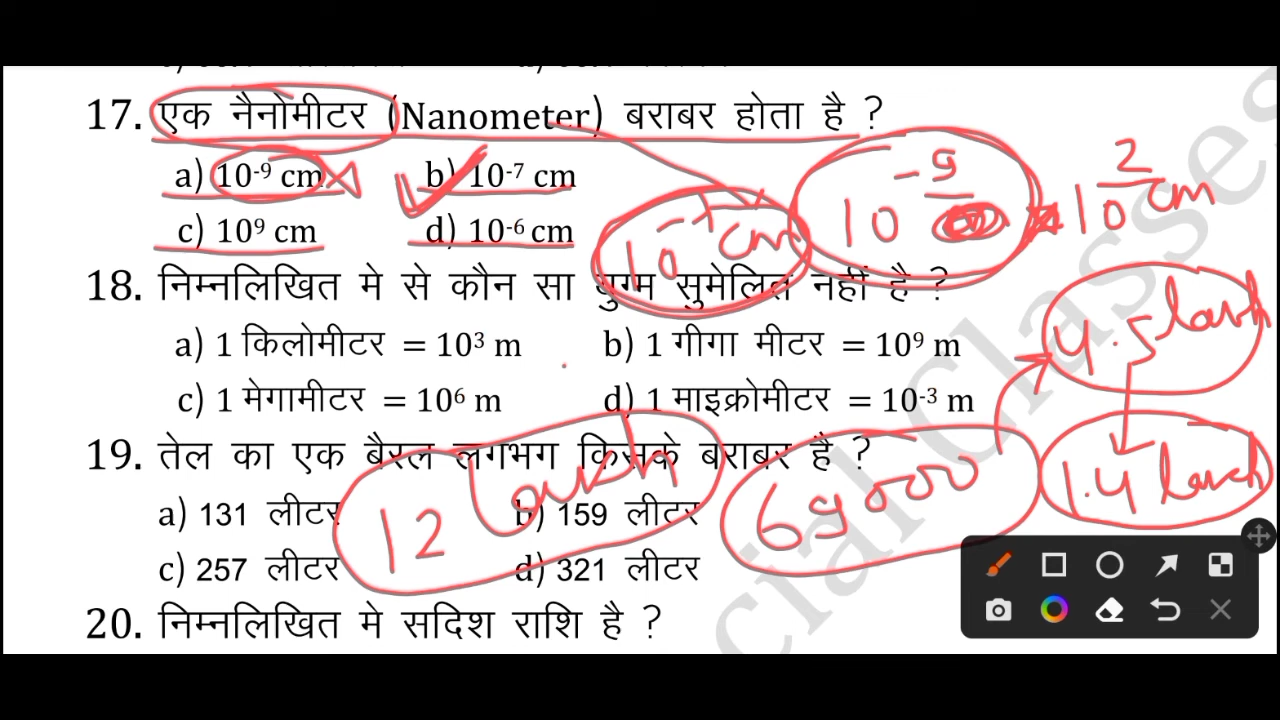 17. एक नैनोमीटर (Nanometer) बराबर होता है ?
a) 10⁻⁹ cm b) 10⁻⁷ cm
c) 10⁹ cm d) 10⁻⁶ cm
10⁻⁷ cm 10⁻⁹ × 10² cm
18. निम्नलिखित मे से कौन सा युग्म सुमेलित नहीं है ?
a) 1 किलोमीटर = 10³ m b) 1 गीगा मीटर = 10⁹ m
4.5 lakh
c) 1 मेगामीटर = 10⁶ m d) 1 माइक्रोमीटर = 10⁻³ m
19. तेल का एक बैरल लगभग किसके बराबर है ?
12 lakh 69000 1.4 lakh
a) 131 लीटर b) 159 लीटर
c) 257 लीटर d) 321 लीटर
20. निम्नलिखित मे सदिश राशि है ?
cial Classes